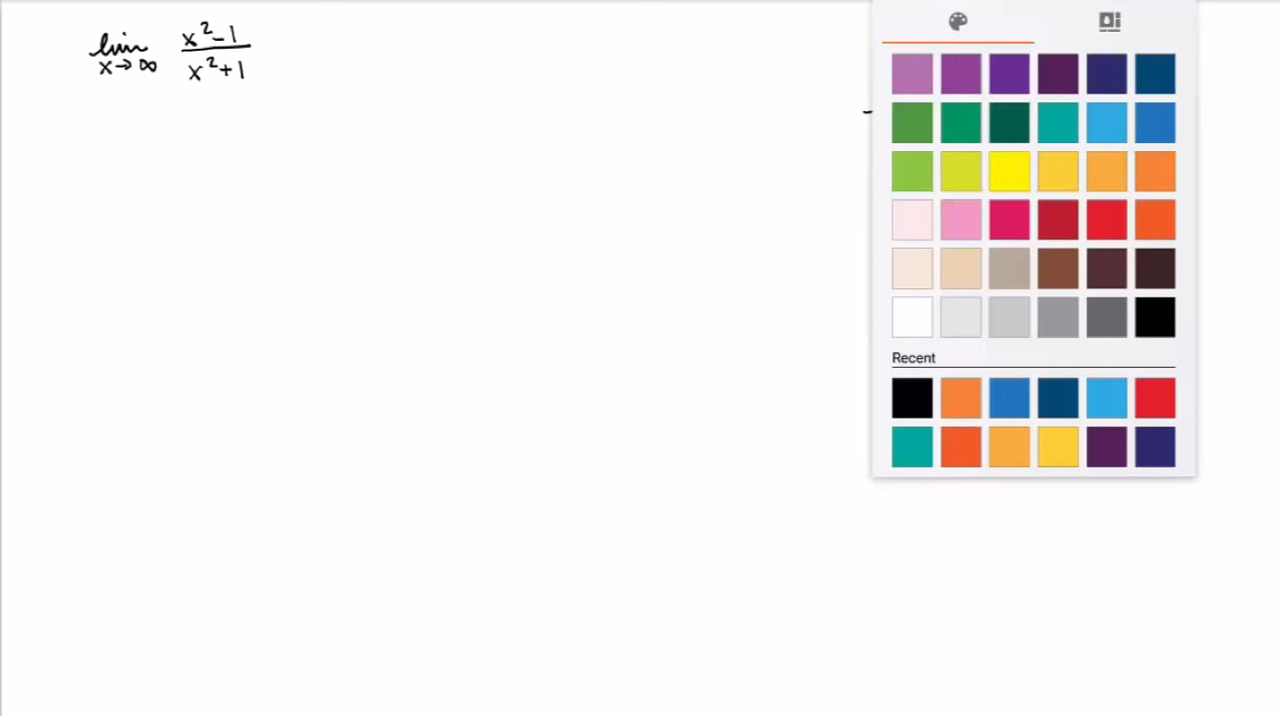 lim x→∞ x²-1 / x²+1
Recent